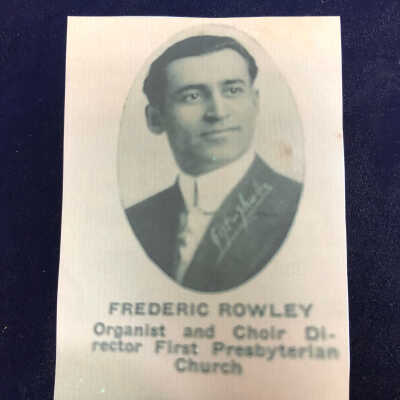 FREDERIC ROWLEY
Organist and Choir Di-
rector First Presbyterian
Church